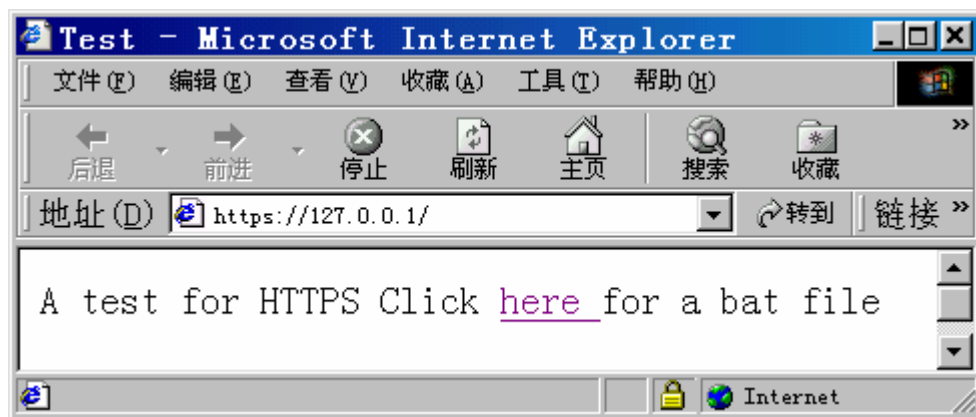 Test - Microsoft Internet Explorer
文件(F) 编辑(E) 查看(V) 收藏(A) 工具(T) 帮助(H)
后退 前进 停止 刷新 主页 搜索 收藏 »
地址(D) https://127.0.0.1/ 转到 链接 »
A test for HTTPS Click here for a bat file
Internet